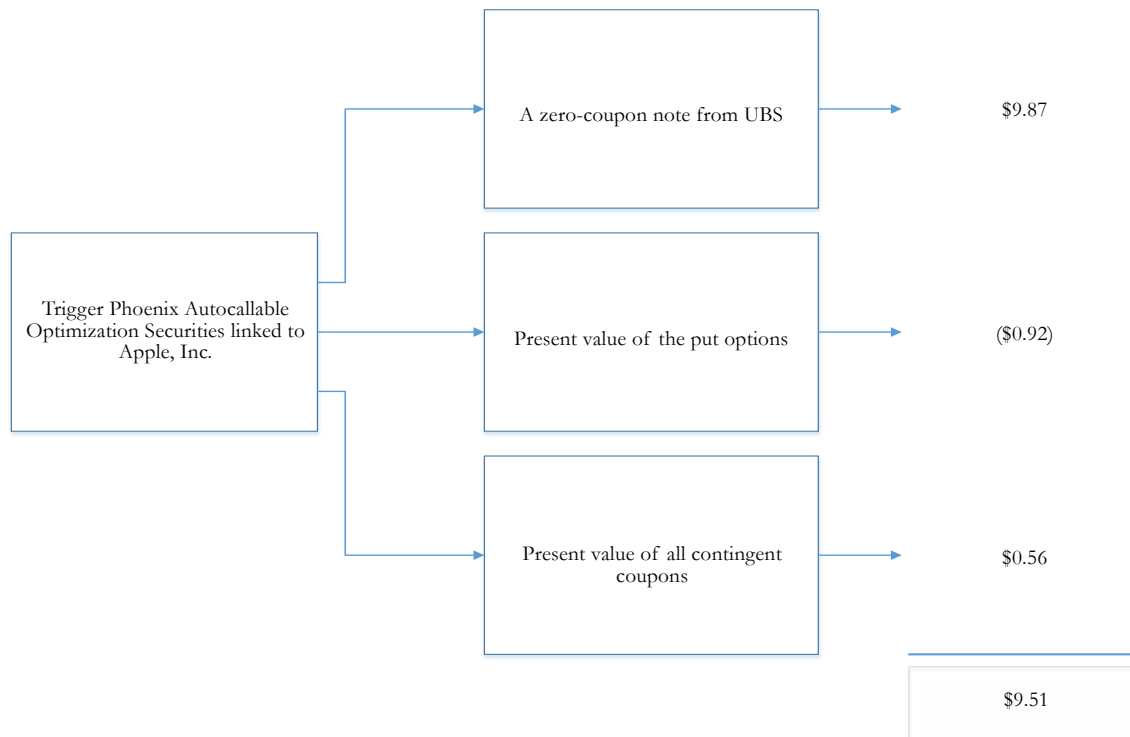 A zero-coupon note from UBS
$9.87
Trigger Phoenix Autocallable
Optimization Securities linked to
Apple, Inc.
Present value of the put options
($0.92)
Present value of all contingent
coupons
$0.56
$9.51